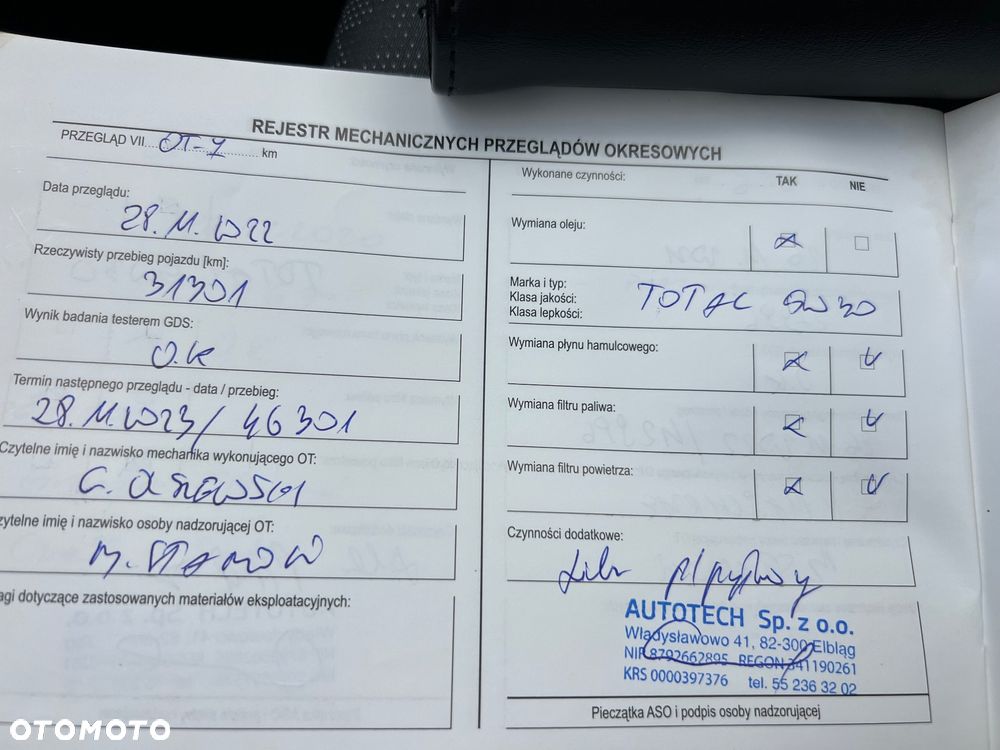 REJESTR MECHANICZNYCH PRZEGLĄDÓW OKRESOWYCH
PRZEGLĄD VII....OT-7.... km
Data przeglądu:
28.11.2022
Rzeczywisty przebieg pojazdu [km]:
31301
Wynik badania testerem GDS:
O.K
Termin następnego przeglądu - data / przebieg:
28.11.2023/ 46301
Czytelne imię i nazwisko mechanika wykonującego OT:
zytelne imię i nazwisko osoby nadzorującej OT:
agi dotyczące zastosowanych materiałów eksploatacyjnych:
Wykonane czynności: TAK NIE
Wymiana oleju:
Marka i typ:
Klasa jakości:
Klasa lepkości:
TOTAL 5W30
Wymiana płynu hamulcowego:
Wymiana filtru paliwa:
Wymiana filtru powietrza:
Czynności dodatkowe:
AUTOTECH Sp. z o.o.
Władysławowo 41, 82-300 Elbląg
NIP 8792662895 REGON 341190261
KRS 0000397376 tel. 55 236 32 02
Pieczątka ASO i podpis osoby nadzorującej
OTOMOTO